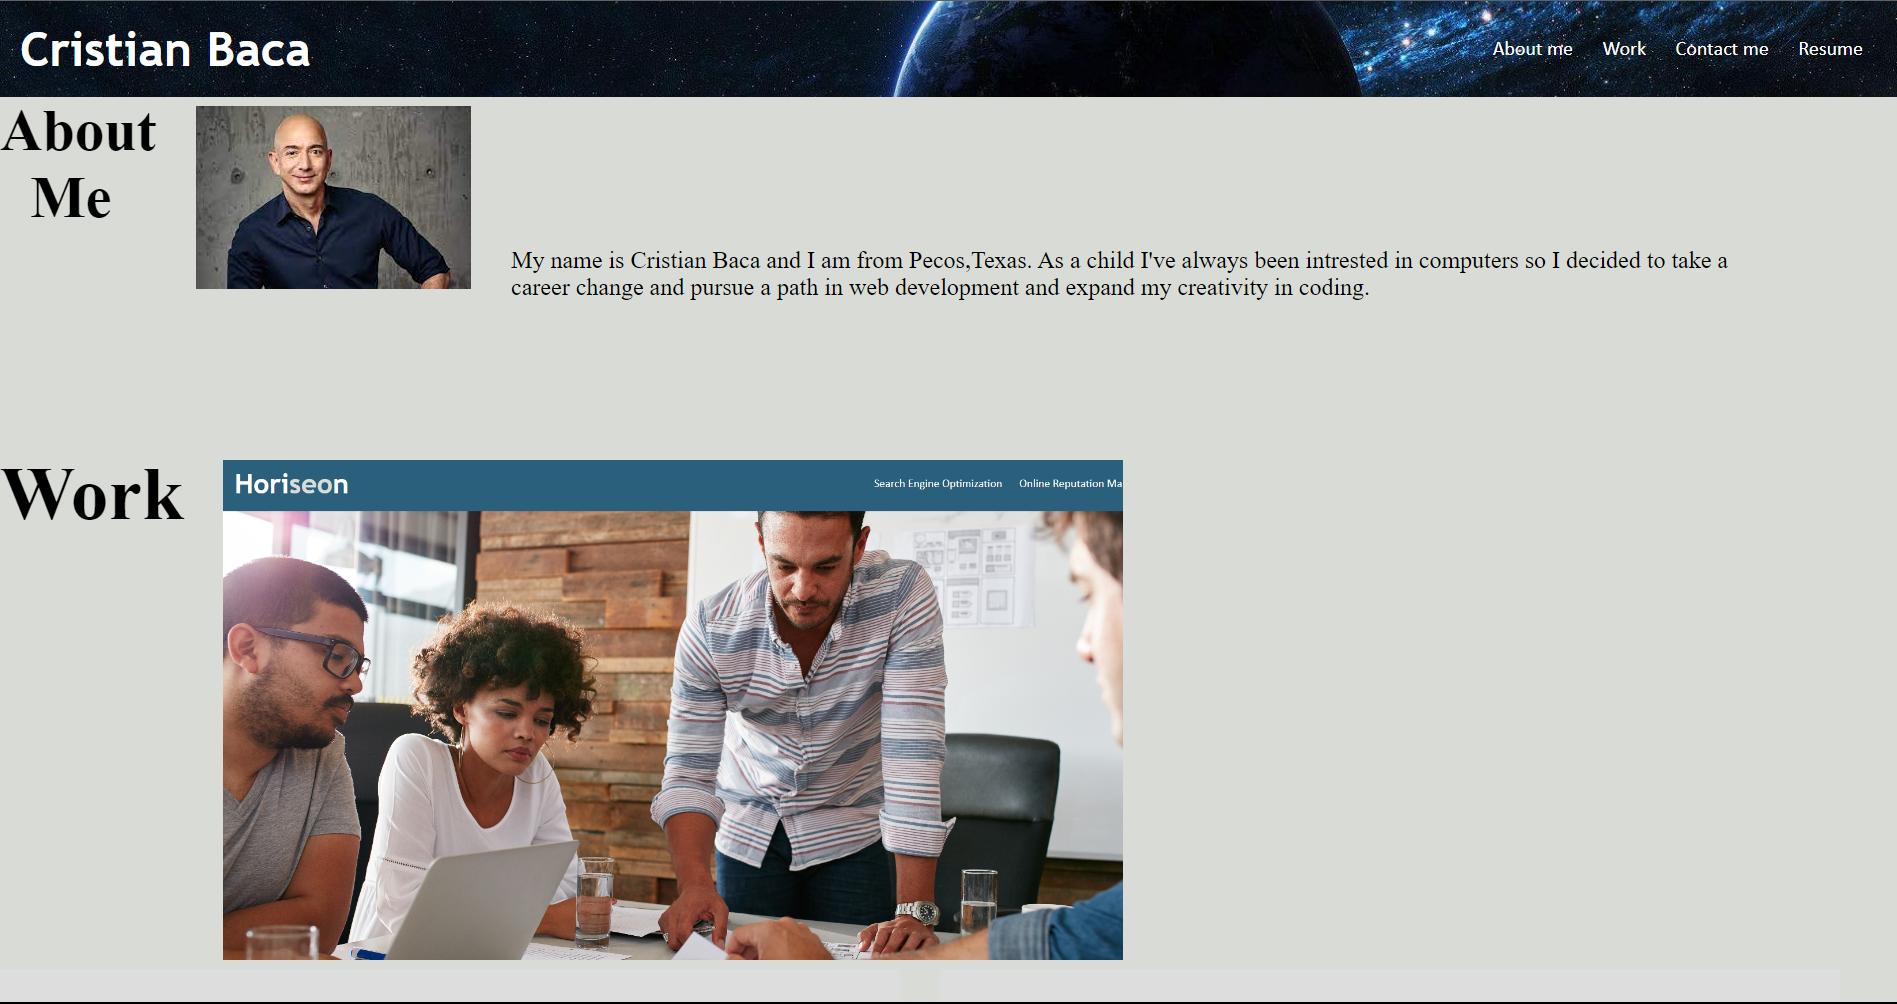 Cristian Baca
About me Work Contact me Resume
About
Me
My name is Cristian Baca and I am from Pecos,Texas. As a child I've always been intrested in computers so I decided to take a
career change and pursue a path in web development and expand my creativity in coding.
Work
Horiseon
Search Engine Optimization Online Reputation Ma